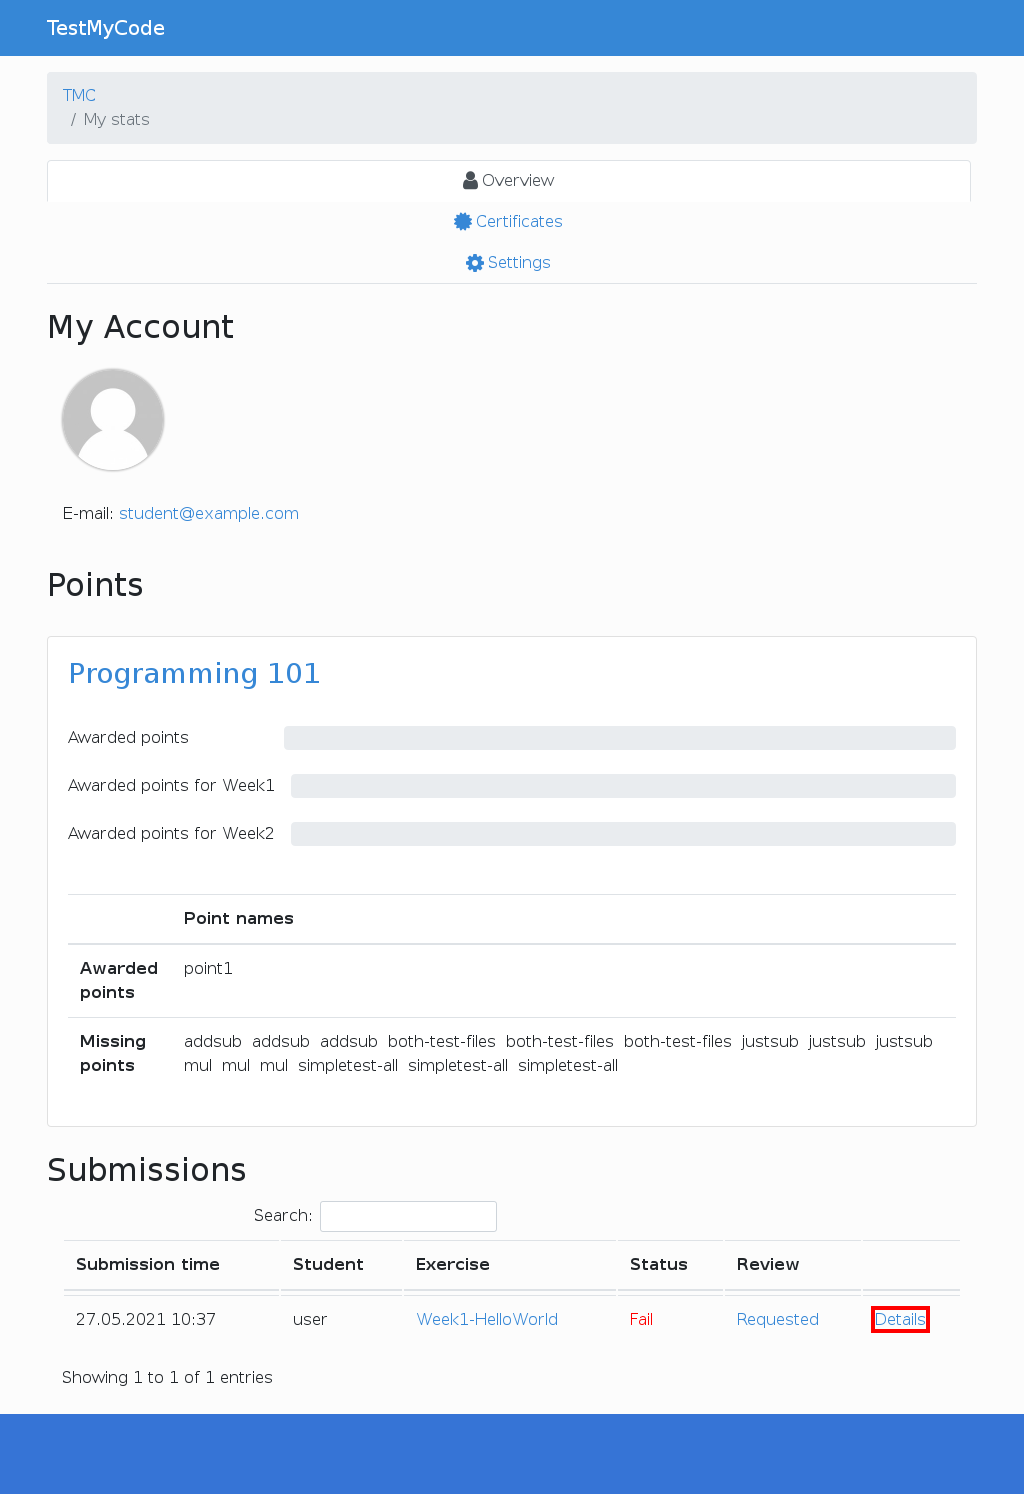 TestMyCode
TMC
/ My stats
Overview
Certificates
Settings
My Account
E-mail: student@example.com
Points
Programming 101
Awarded points
Awarded points for Week1
Awarded points for Week2
Point names
Awarded points
point1
Missing points
addsub addsub addsub both-test-files both-test-files both-test-files justsub justsub justsub
mul mul mul simpletest-all simpletest-all simpletest-all
Submissions
Search:
Submission time Student Exercise Status Review
27.05.2021 10:37 user Week1-HelloWorld Fail Requested Details
Showing 1 to 1 of 1 entries